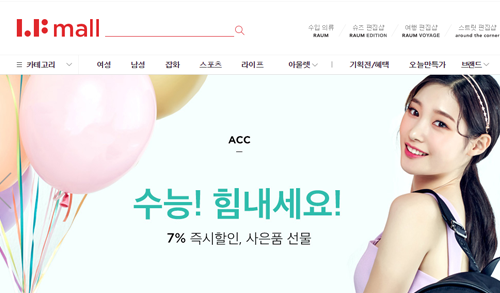 LF mall
수입 의류
RAUM
슈즈 편집샵
RAUM EDITION
여행 편집샵
RAUM VOYAGE
스트릿 편집샵
around the corner
카테고리
여성
남성
잡화
스포츠
라이프
아울렛
기획전/혜택
오늘만특가
브랜드
ACC
수능! 힘내세요!
7% 즉시할인, 사은품 선물